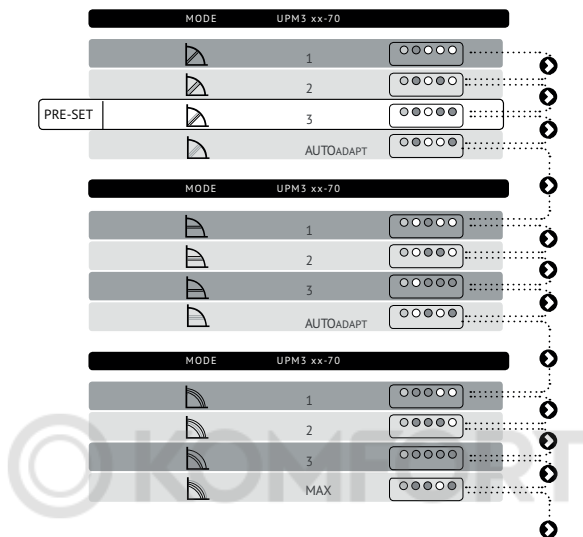 MODE UPM3 xx-70
1
2
PRE-SET 3
AUTOADAPT
MODE UPM3 xx-70
1
2
3
AUTOADAPT
MODE UPM3 xx-70
1
2
3
MAX
KOMFORT